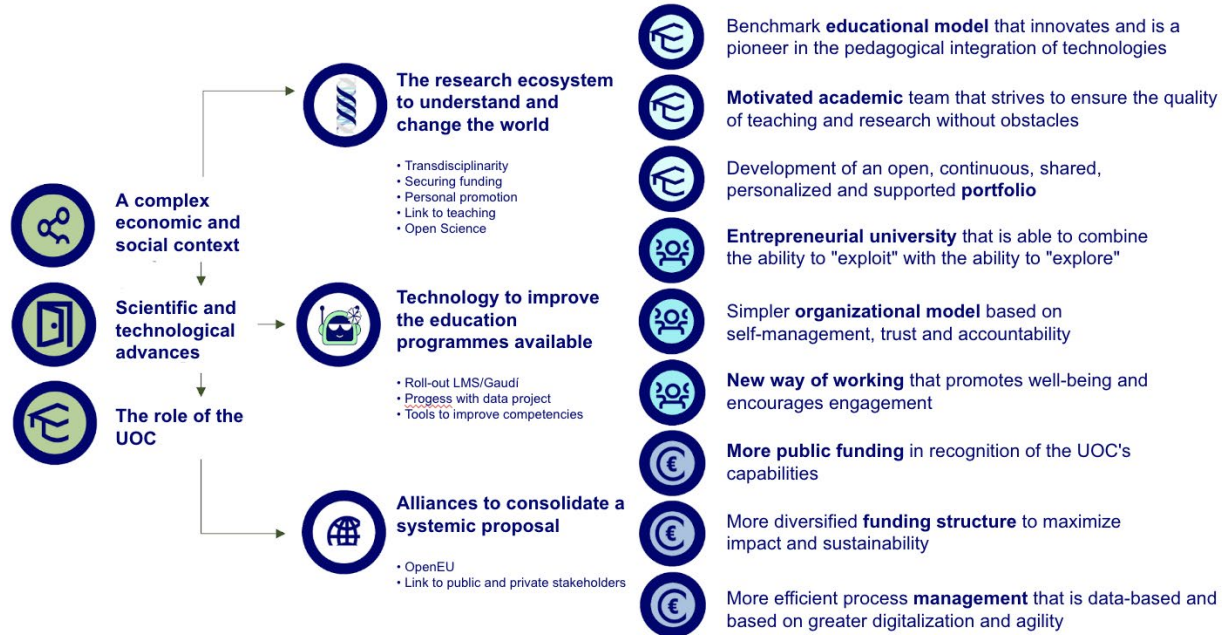 A complex
economic and
social context
Scientific and
technological
advances
The role of the
UOC
The research ecosystem
to understand and
change the world
• Transdisciplinarity
• Securing funding
• Personal promotion
• Link to teaching
• Open Science
Technology to improve
the education
programmes available
• Roll-out LMS/Gaudí
• Progess with data project
• Tools to improve competencies
Alliances to consolidate a
systemic proposal
• OpenEU
• Link to public and private stakeholders
Benchmark educational model that innovates and is a
pioneer in the pedagogical integration of technologies
Motivated academic team that strives to ensure the quality
of teaching and research without obstacles
Development of an open, continuous, shared,
personalized and supported portfolio
Entrepreneurial university that is able to combine
the ability to "exploit" with the ability to "explore"
Simpler organizational model based on
self-management, trust and accountability
New way of working that promotes well-being and
encourages engagement
€
More public funding in recognition of the UOC's
capabilities
€
More diversified funding structure to maximize
impact and sustainability
€
More efficient process management that is data-based and
based on greater digitalization and agility